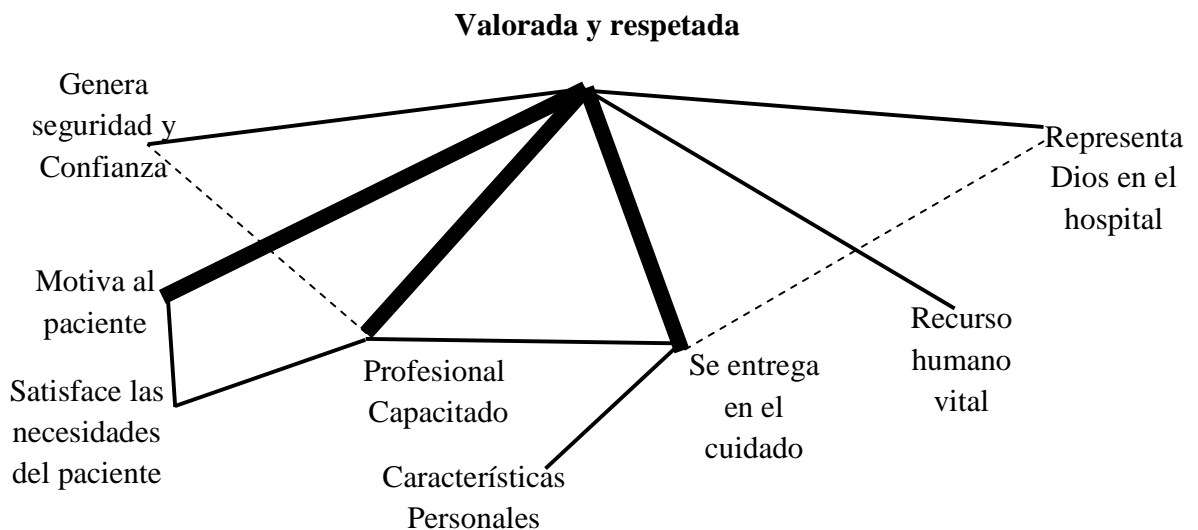 Valorada y respetada
Genera
seguridad y
Confianza
Representa
Dios en el
hospital
Motiva al
paciente
Recurso
humano
vital
Profesional
Capacitado
Se entrega
en el
cuidado
Satisface las
necesidades
del paciente
Características
Personales